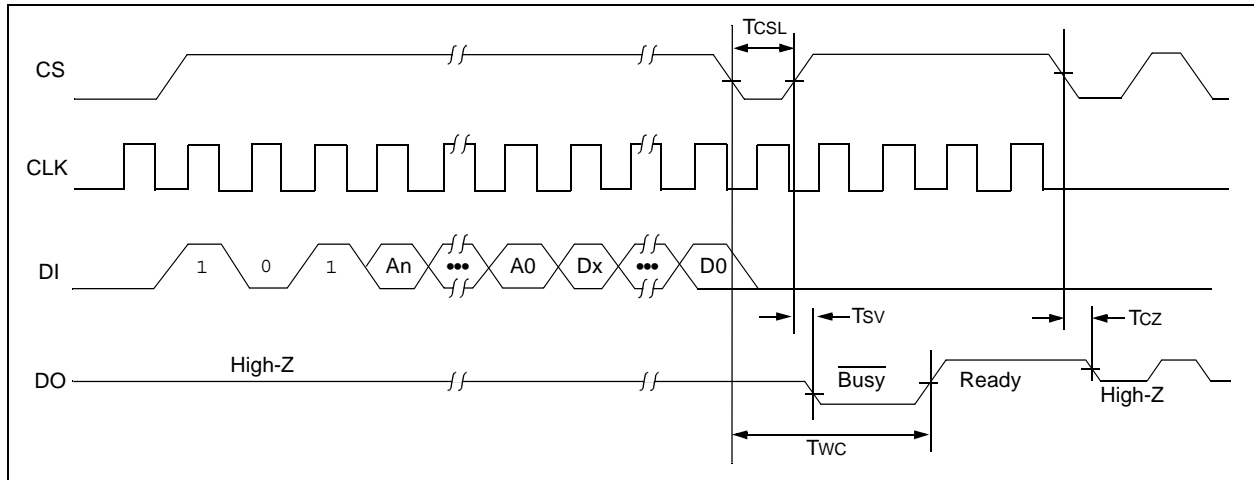 TCSL
CS
CLK
DI
1 0 1 An ••• A0 Dx ••• D0
TSV
TCZ
DO
High-Z
Busy
Ready
High-Z
TWC